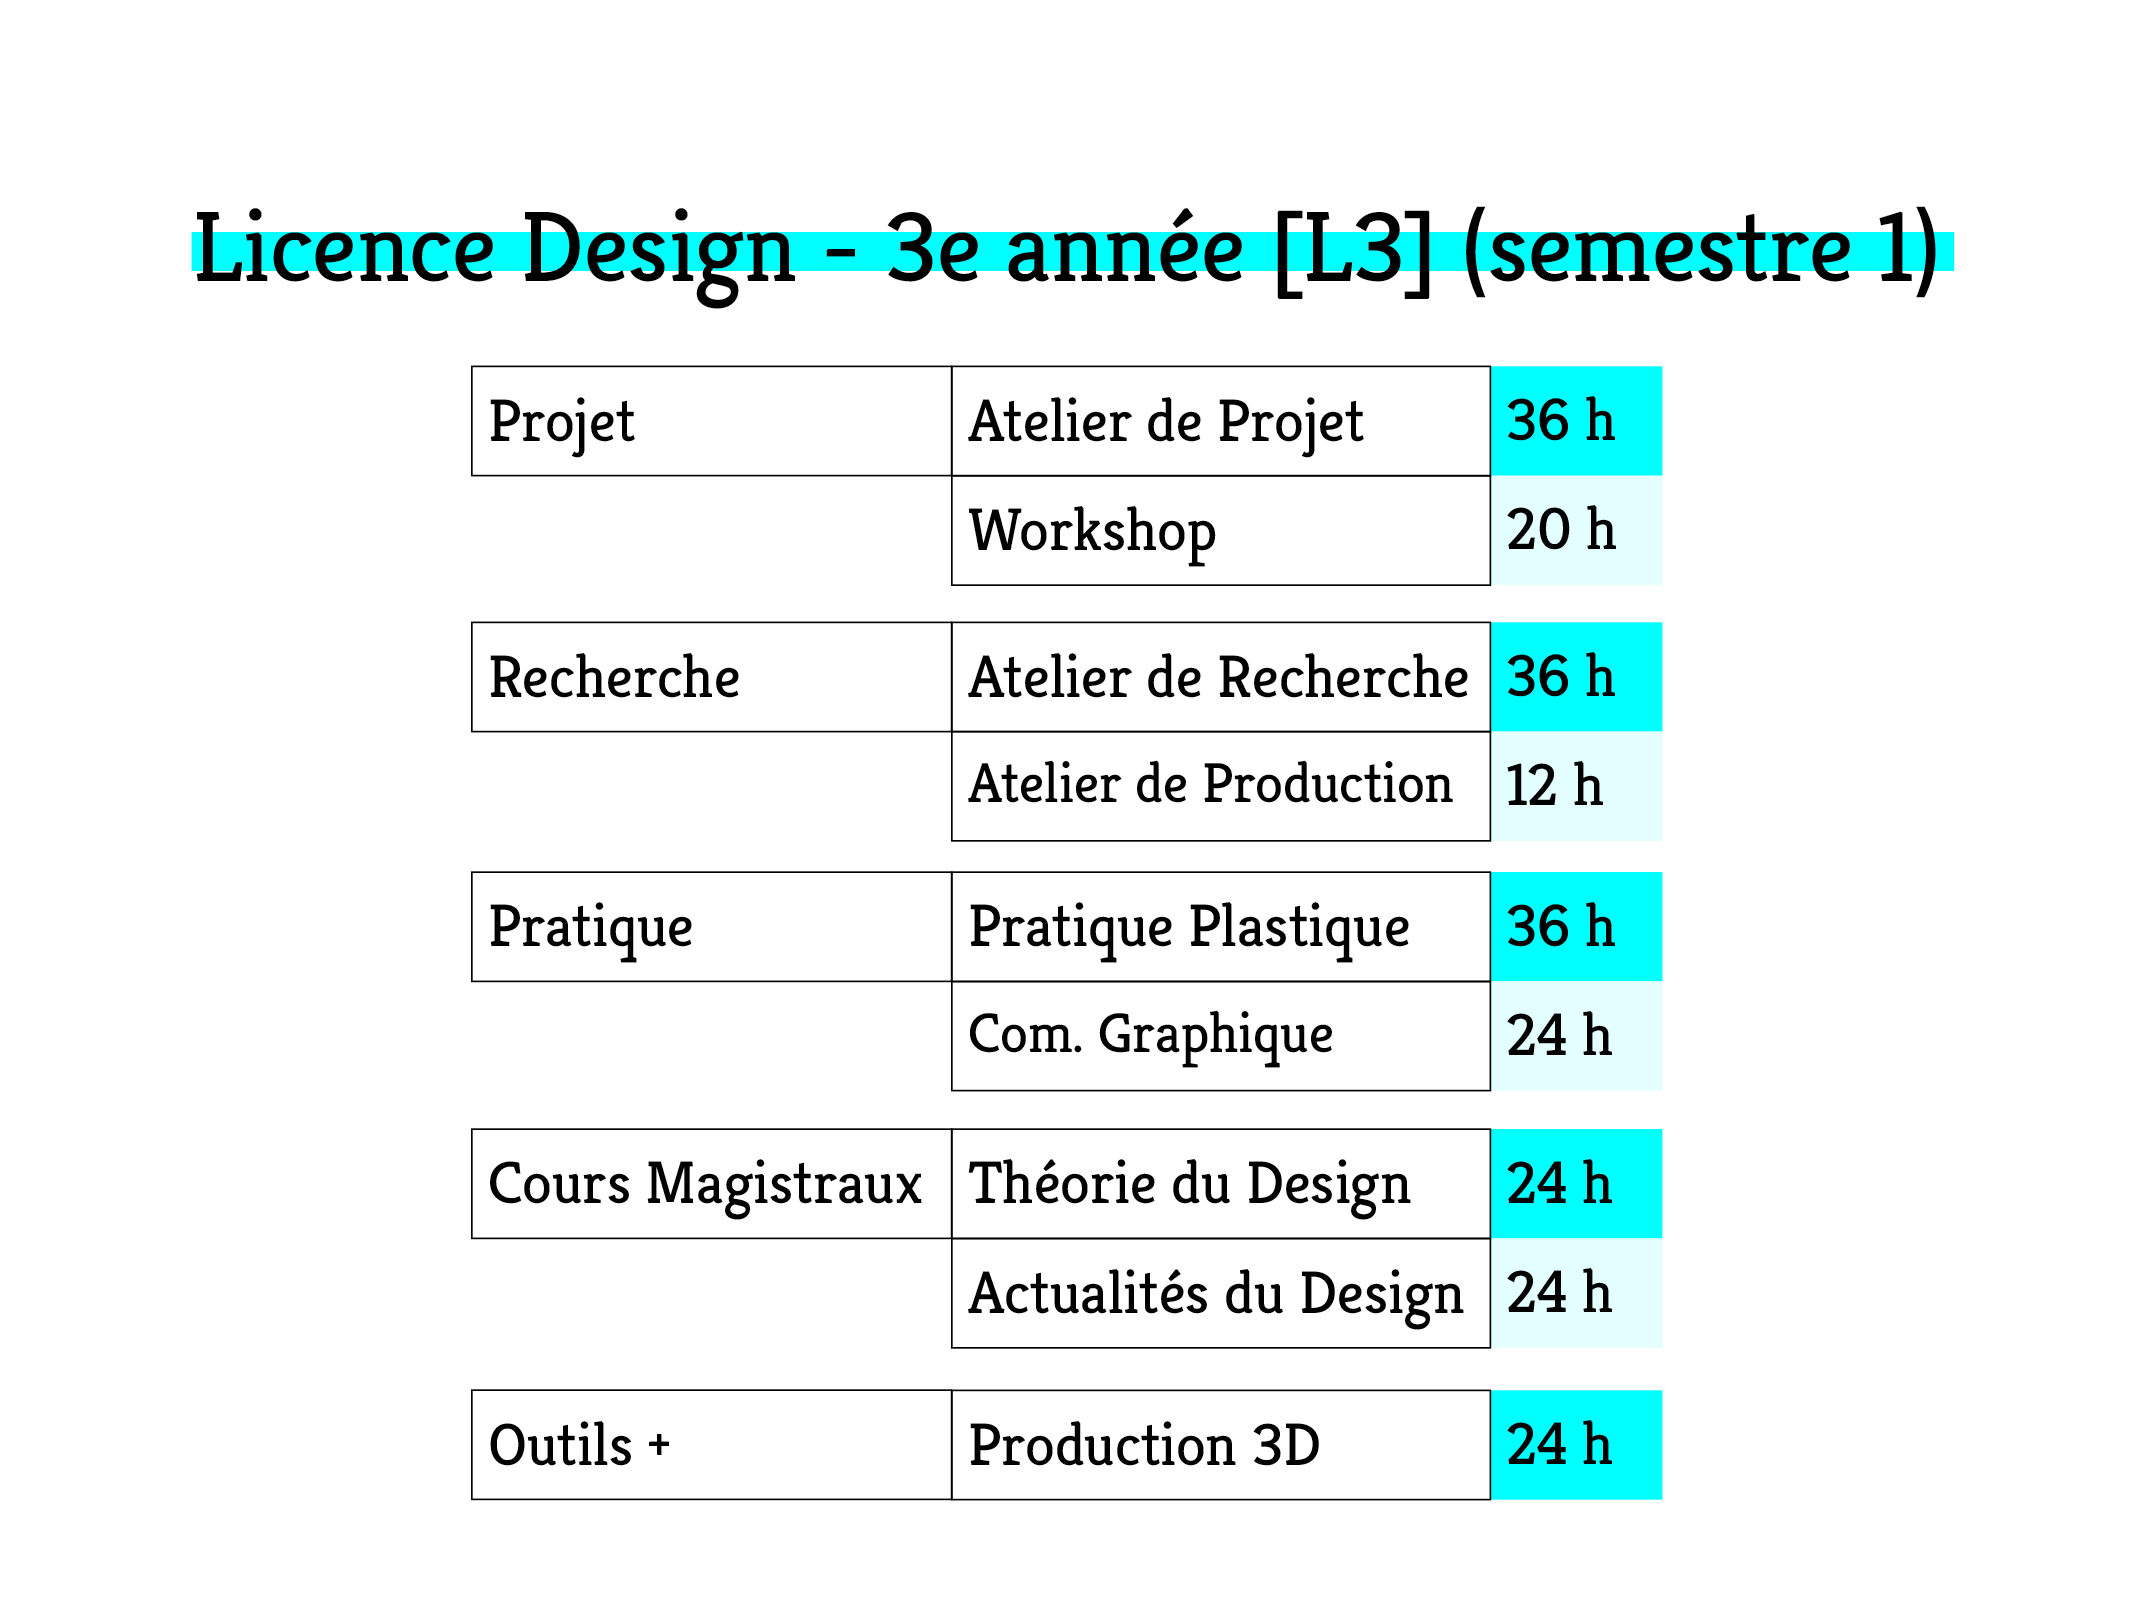 Licence Design - 3e année [L3] (semestre 1)
Projet Atelier de Projet 36 h
Workshop 20 h
Recherche Atelier de Recherche 36 h
Atelier de Production 12 h
Pratique Pratique Plastique 36 h
Com. Graphique 24 h
Cours Magistraux Théorie du Design 24 h
Actualités du Design 24 h
Outils + Production 3D 24 h